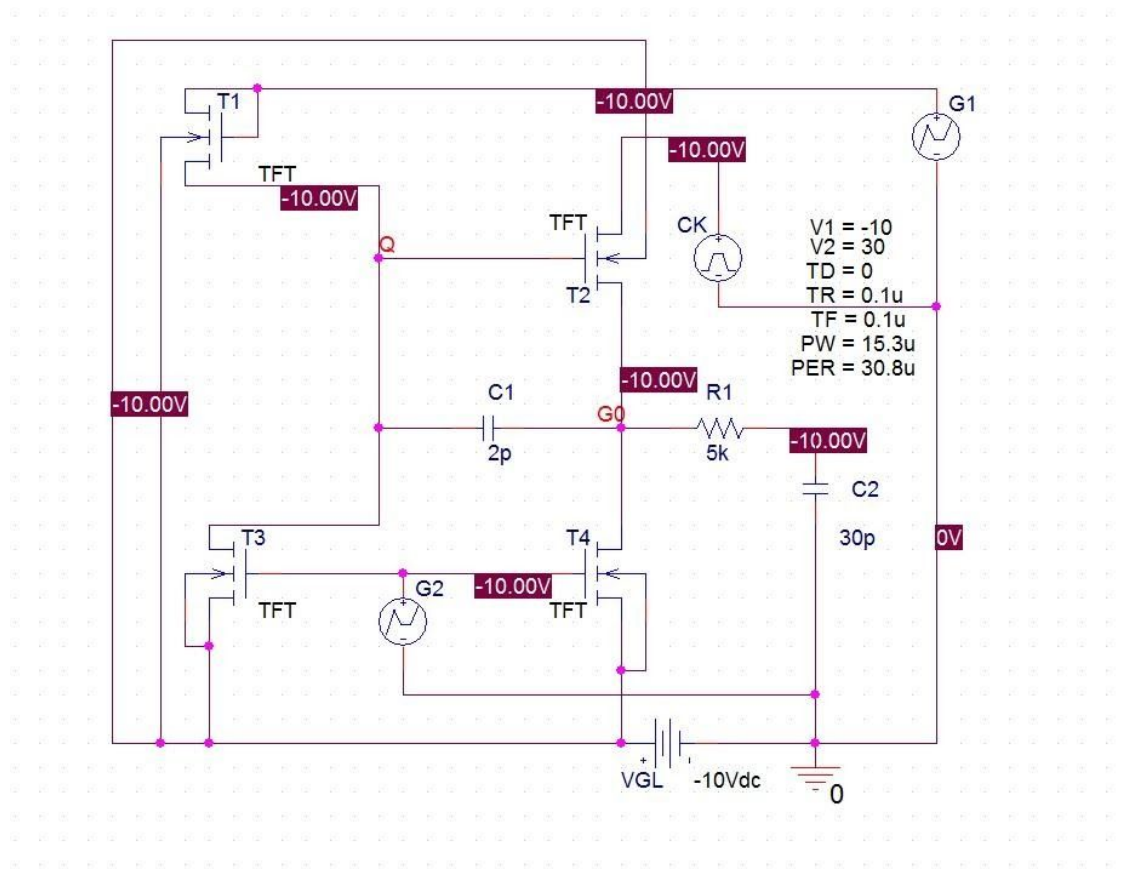 T1
-10.00V
G1
-10.00V
TFT
-10.00V
TFT
CK
V1 = -10
V2 = 30
TD = 0
TR = 0.1u
TF = 0.1u
PW = 15.3u
PER = 30.8u
Q
T2
-10.00V
-10.00V
C1
R1
G0
-10.00V
2p
5k
C2
T3
T4
30p
0V
-10.00V
G2
TFT
TFT
VGL
-10Vdc
0